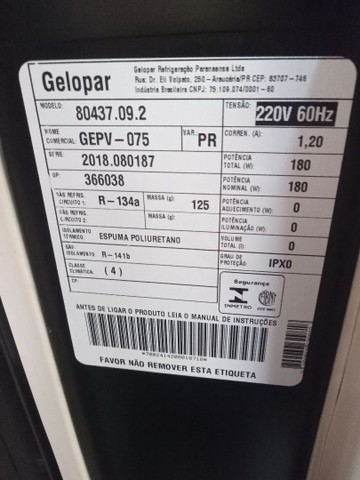 Gelopar
Gelopar Refrigeração Paranaense Ltda
Rua: Dr. Eli Volpato, 250 - Araucária/PR CEP: 83707-746
Indústria Brasileira CNPJ: 75.109.074/0001-60
MODELO: 80437.09.2 TENSÃO: 220V 60Hz
NOME COMERCIAL: GEPV-075 VAR. PR CORREN. (A): 1,20
SÉRIE: 2018.080187 POTÊNCIA TOTAL (W): 180
OP: 366038 POTÊNCIA NOMINAL (W): 180
GÁS REFRIG. CIRCUITO 1: R-134a MASSA (g): 125 POTÊNCIA AQUECIMENTO (W): 0
GÁS REFRIG. CIRCUITO 2: MASSA (g): POTÊNCIA ILUMINAÇÃO (W): 0
ISOLAMENTO TÉRMICO: ESPUMA POLIURETANO VOLUME TOTAL (l): 0
GÁS ISOLAMENTO R-141b GRAU DE PROTEÇÃO: IPX0
CLASSE CLIMÁTICA: (4)
CP
Segurança
INMETRO
ANTES DE LIGAR O PRODUTO LEIA O MANUAL DE INSTRUÇÕES
FAVOR NÃO REMOVER ESTA ETIQUETA